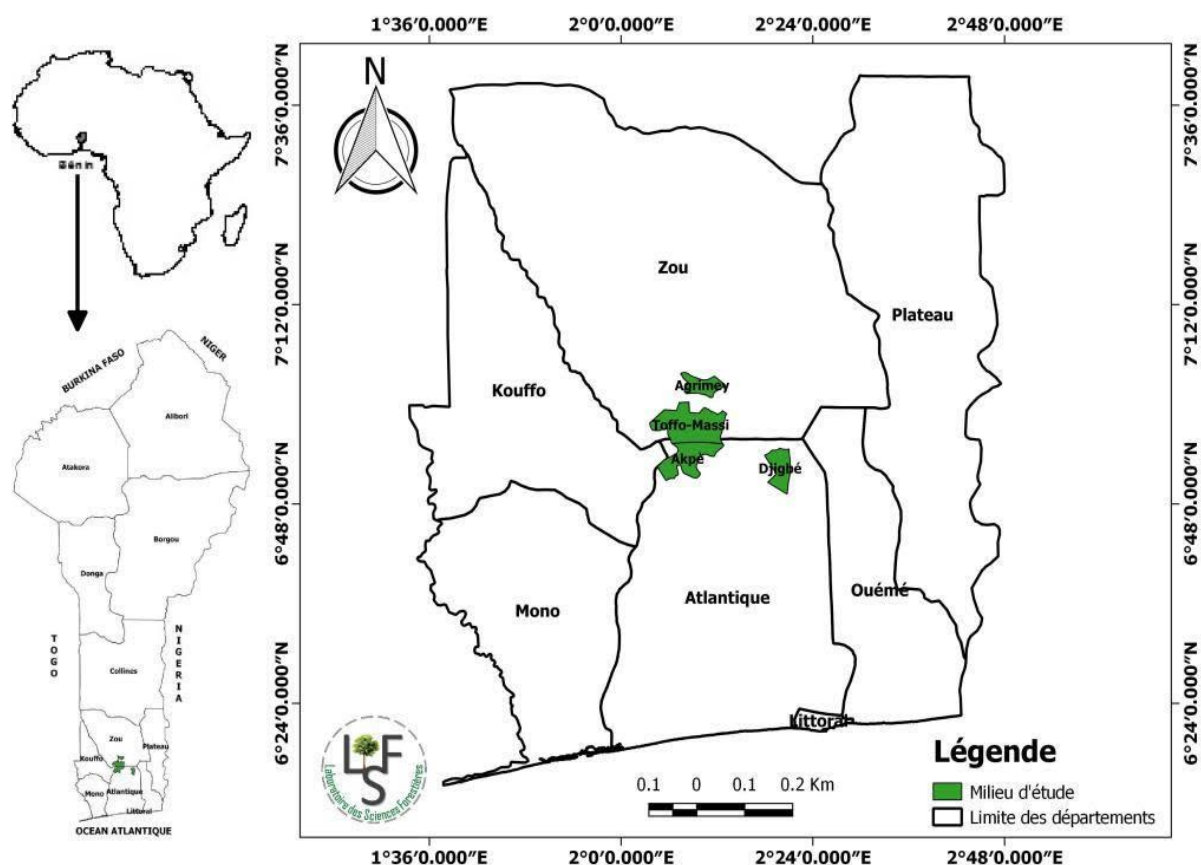 1°36′0.000″E 2°0′0.000″E 2°24′0.000″E 2°48′0.000″E
7°36′0.000″N
7°12′0.000″N
6°48′0.000″N
6°24′0.000″N
Bénin
N
BURKINA FASO
NIGER
Alibori
Atakora
Borgou
Donga
TOGO
NIGERIA
Collines
Zou
Plateau
Kouffo
Mono
Atlantique
Littoral
OCEAN ATLANTIQUE
Zou
Plateau
Kouffo
Agrimey
Toffo-Massi
Akpè
Djigbé
Mono
Atlantique
Ouémé
Littoral
LFS
Laboratoire des Sciences Forestières
0.1 0 0.1 0.2 Km
Légende
Milieu d'étude
Limite des départements
7°36′0.000″N
7°12′0.000″N
6°48′0.000″N
6°24′0.000″N
1°36′0.000″E 2°0′0.000″E 2°24′0.000″E 2°48′0.000″E